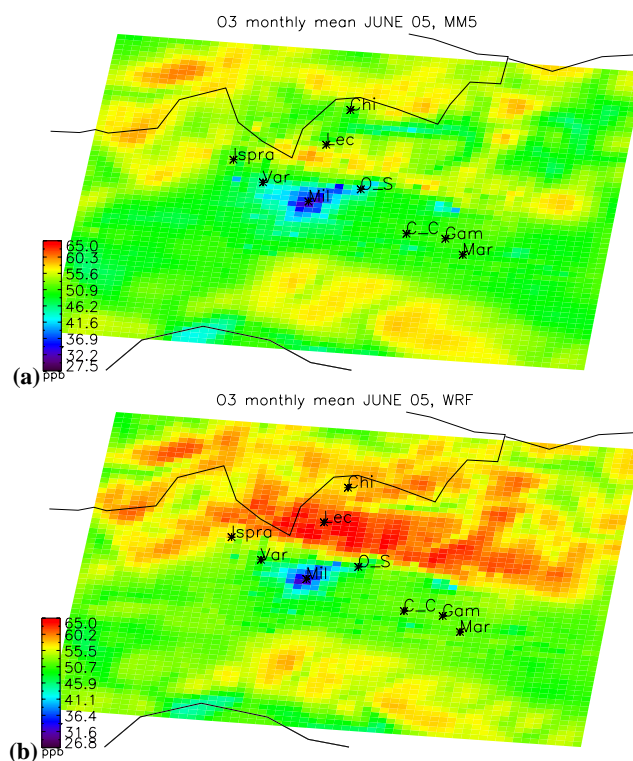 O3 monthly mean JUNE 05, MM5
Chi
Lec
Ispra
Var
O_S
Mil
C_C
Gam
Mar
65.0
60.3
55.6
50.9
46.2
41.6
36.9
32.2
27.5
ppb
(a)
O3 monthly mean JUNE 05, WRF
Chi
Lec
Ispra
Var
O_S
Mil
C_C
Gam
Mar
65.0
60.2
55.5
50.7
45.9
41.1
36.4
31.6
26.8
ppb
(b)